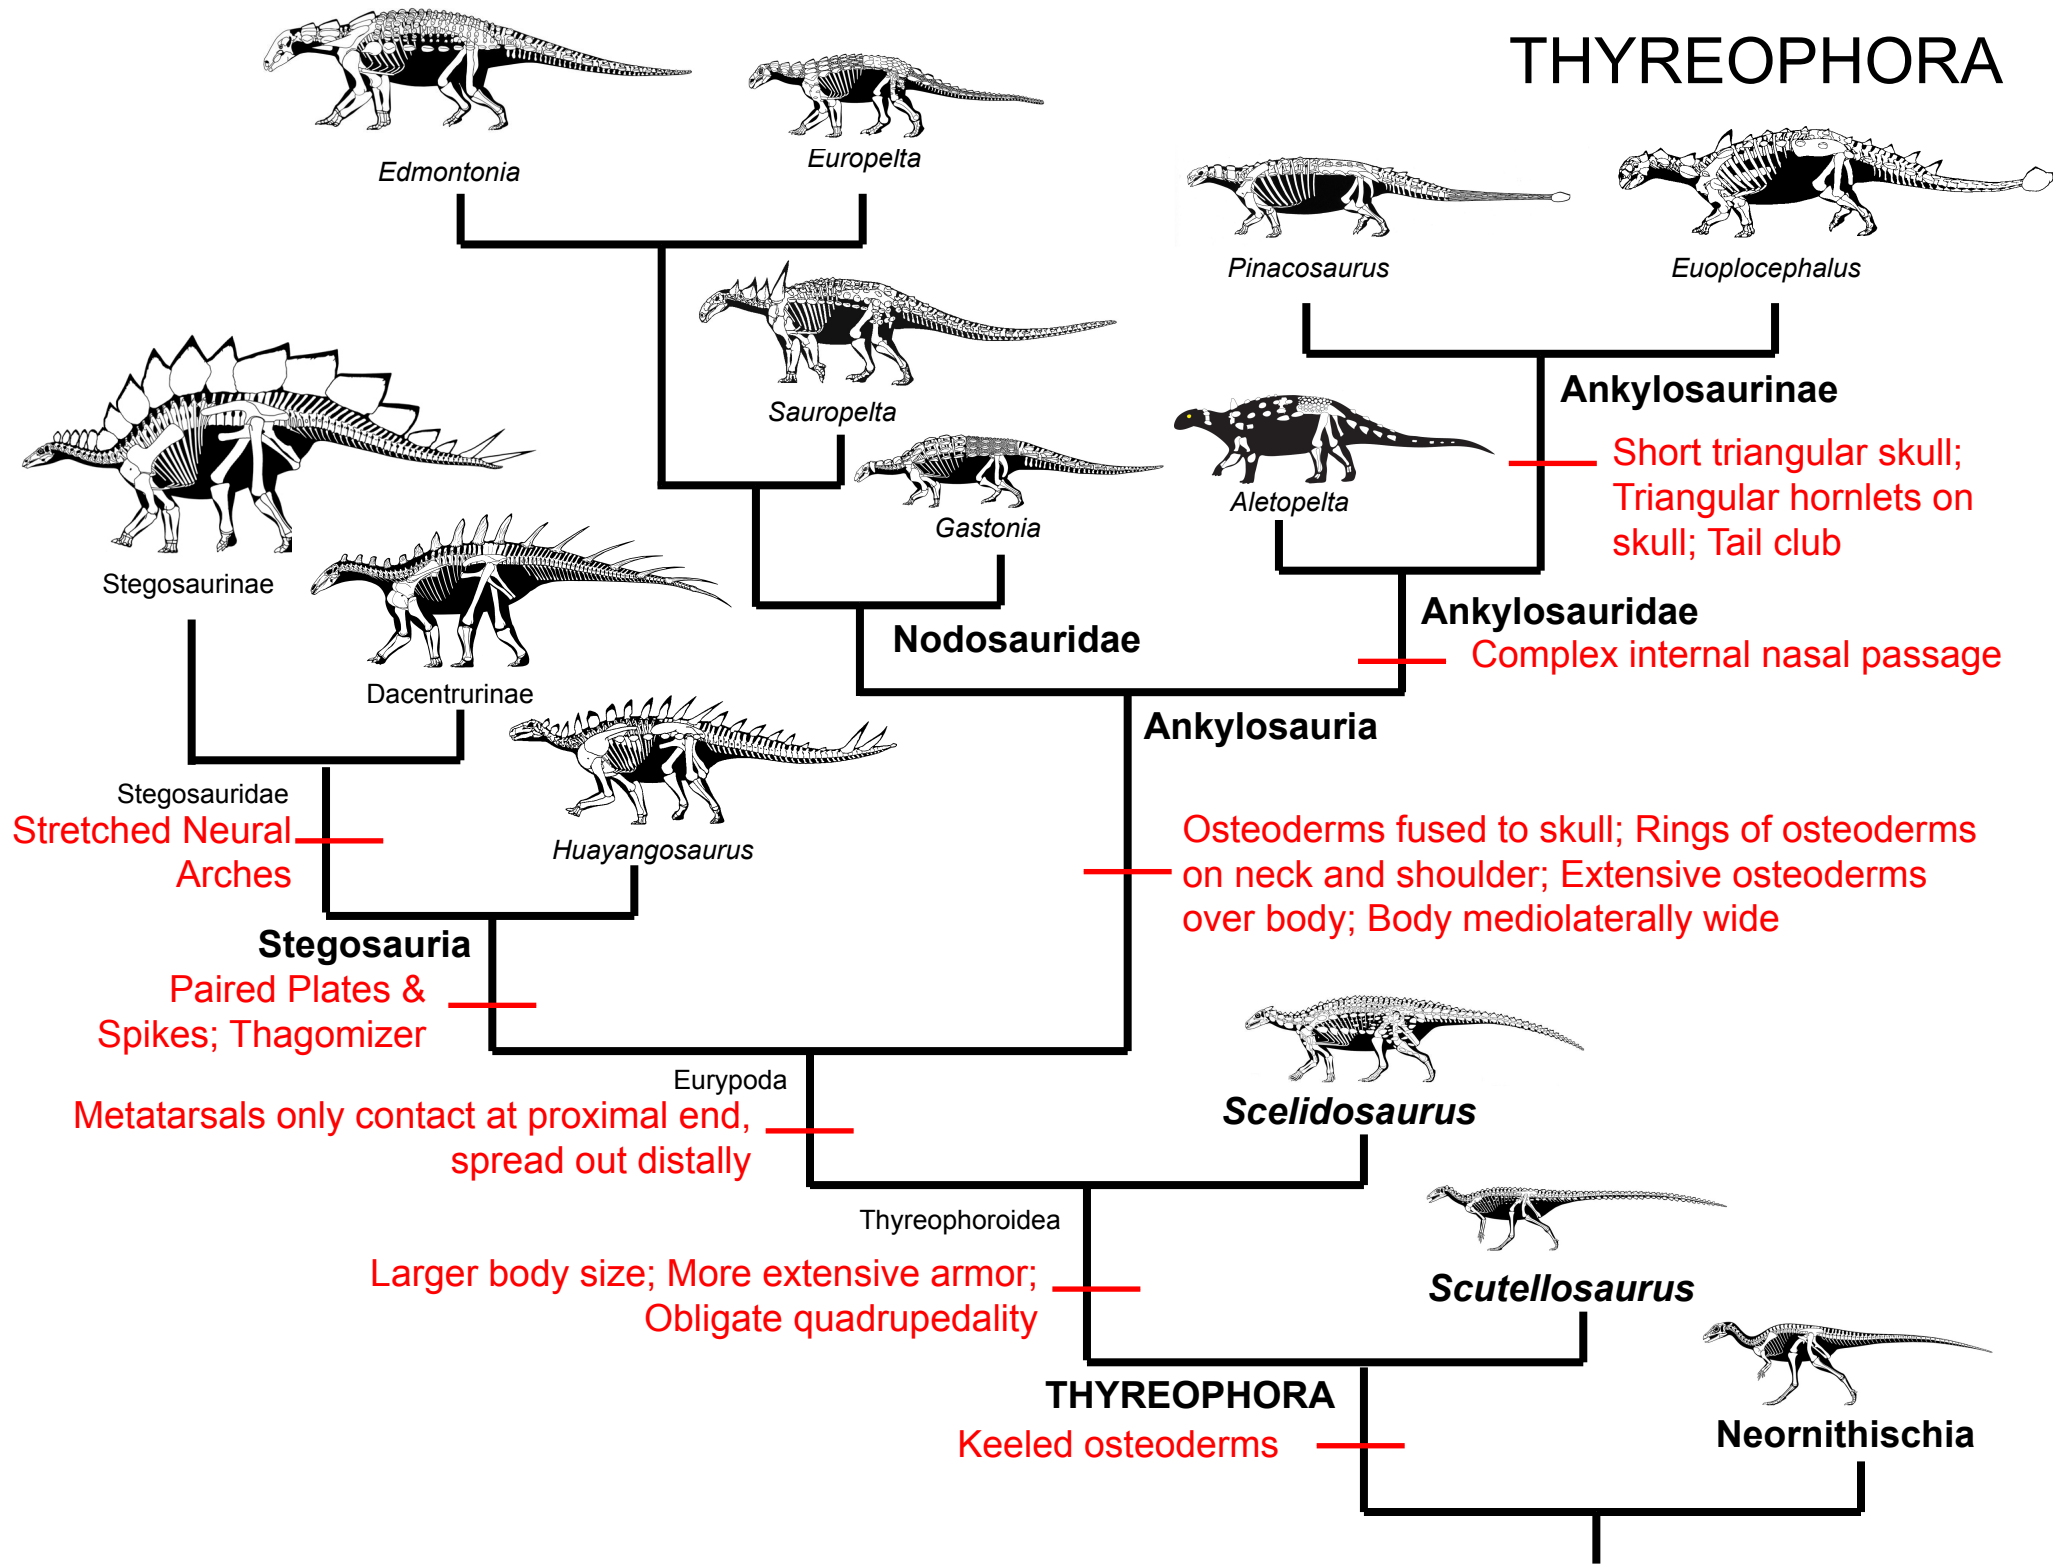 THYREOPHORA
Edmontonia
Europelta
Pinacosaurus
Euoplocephalus
Sauropelta
Ankylosaurinae
Short triangular skull;
Triangular hornlets on
skull; Tail club
Aletopelta
Gastonia
Stegosaurinae
Ankylosauridae
Complex internal nasal passage
Nodosauridae
Dacentrurinae
Ankylosauria
Stegosauridae
Stretched Neural
Arches
Huayangosaurus
Osteoderms fused to skull; Rings of osteoderms
on neck and shoulder; Extensive osteoderms
over body; Body mediolaterally wide
Stegosauria
Paired Plates &
Spikes; Thagomizer
Eurypoda
Metatarsals only contact at proximal end,
spread out distally
Scelidosaurus
Thyreophoroidea
Larger body size; More extensive armor;
Obligate quadrupedality
Scutellosaurus
THYREOPHORA
Keeled osteoderms
Neornithischia